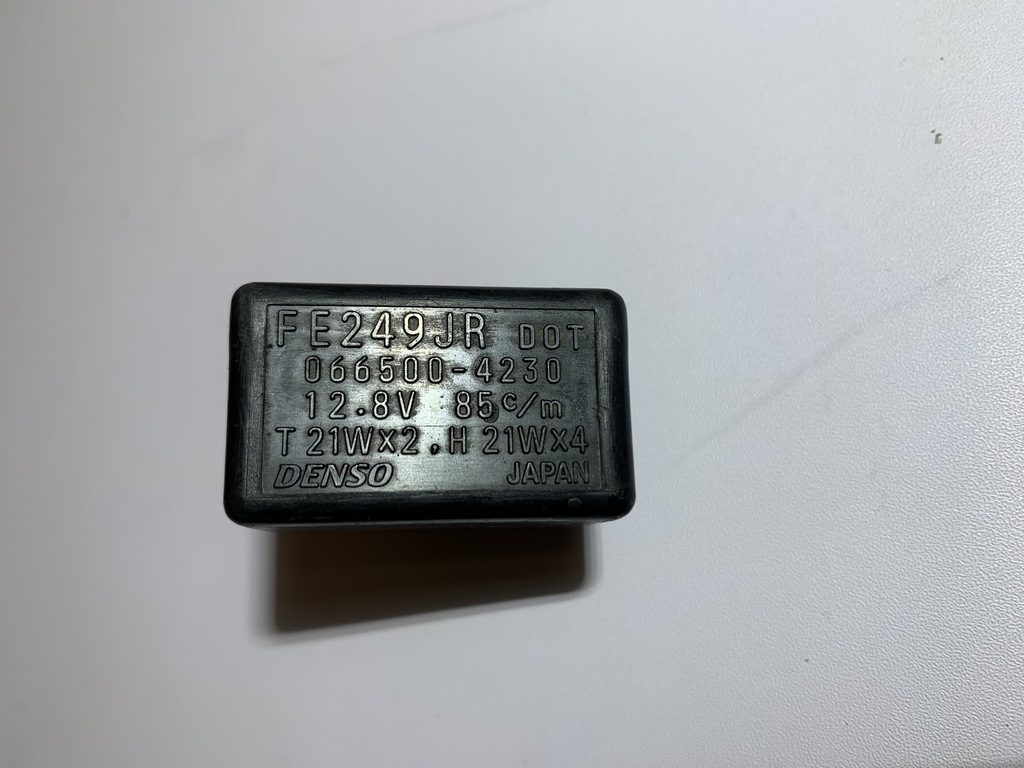 FE249JR DOT
066500-4230
12.8V 85c/m
T 21Wx2,H 21Wx4
DENSO JAPAN